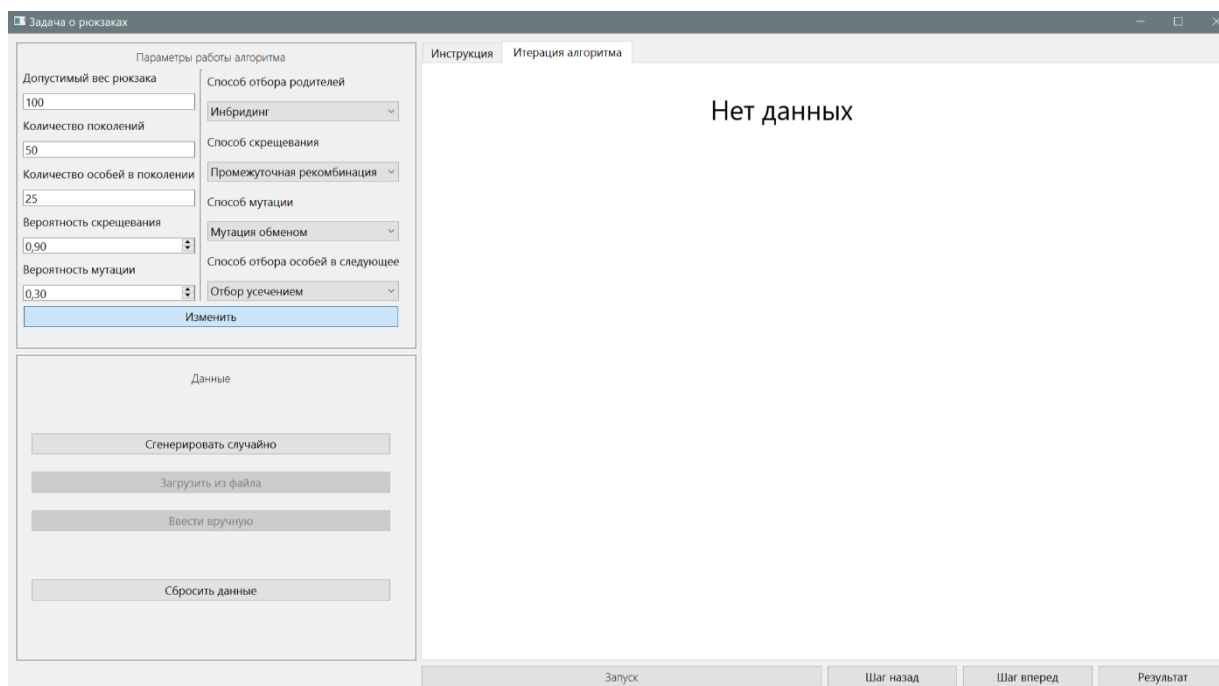 Задача о рюкзаках
Параметры работы алгоритма
Допустимый вес рюкзака
100
Количество поколений
50
Количество особей в поколении
25
Вероятность скрещевания
0,90
Вероятность мутации
0,30
Способ отбора родителей
Инбридинг
Способ скрещевания
Промежуточная рекомбинация
Способ мутации
Мутация обменом
Способ отбора особей в следующее
Отбор усечением
Изменить
Данные
Сгенерировать случайно
Загрузить из файла
Ввести вручную
Сбросить данные
Инструкция
Итерация алгоритма
Нет данных
Запуск
Шаг назад
Шаг вперед
Результат